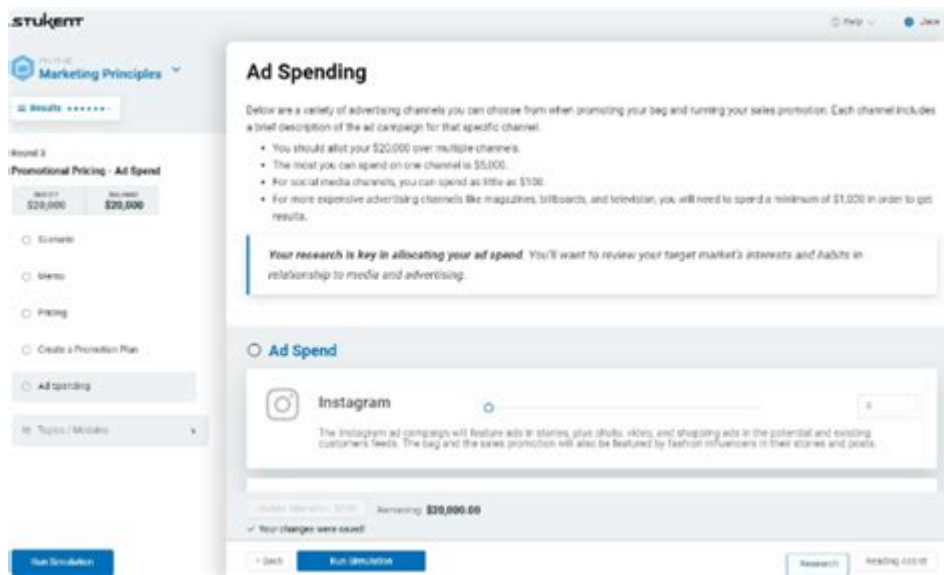 STUKENT
Help
Jace
Marketing Principles
Results
Round 3
Promotional Pricing - Ad Spend
BUDGET
BALANCE
$20,000
$20,000
Scenario
Memo
Pricing
Create a Promotion Plan
Ad spending
Topics / Modules
Run Simulation
Ad Spending
Below are a variety of advertising channels you can choose from when promoting your bag and running your sales promotion. Each channel includes
a brief description of the ad campaign for that specific channel.
• You should allot your $20,000 over multiple channels.
• The most you can spend on one channel is $5,000.
• For social media channels, you can spend as little as $100.
• For more expensive advertising channels like magazines, billboards, and television, you will need to spend a minimum of $1,000 in order to get
results.
Your research is key in allocating your ad spend. You'll want to review your target market's interests and habits in
relationship to media and advertising.
Ad Spend
Instagram
0
The Instagram ad campaign will feature ads in stories, plus photo, video, and shopping ads in the potential and existing
customers feeds. The bag and the sales promotion will also be featured by fashion influencers in their stories and posts.
Remaining: $20,000.00
✓ Your changes were saved!
‹ Back
Run Simulation
Research
Reading Assist